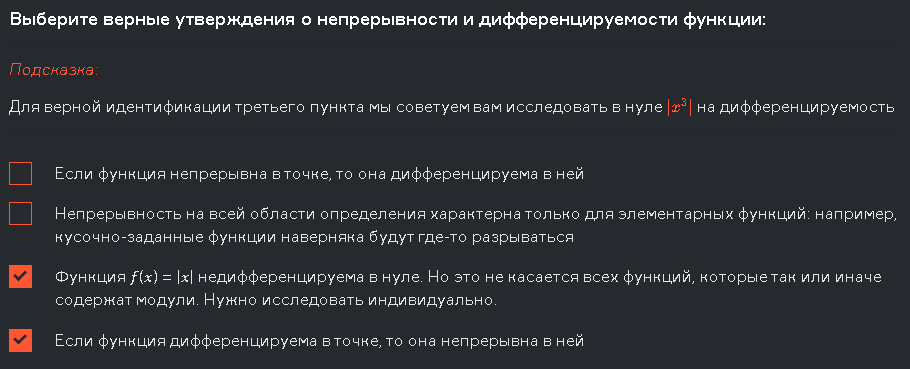 Выберите верные утверждения о непрерывности и дифференцируемости функции:
Подсказка:
Для верной идентификации третьего пункта мы советуем вам исследовать в нуле |x³| на дифференцируемость
Если функция непрерывна в точке, то она дифференцируема в ней
Непрерывность на всей области определения характерна только для элементарных функций: например,
кусочно-заданные функции наверняка будут где-то разрываться
Функция f(x) = |x| недифференцируема в нуле. Но это не касается всех функций, которые так или иначе
содержат модули. Нужно исследовать индивидуально.
Если функция дифференцируема в точке, то она непрерывна в ней